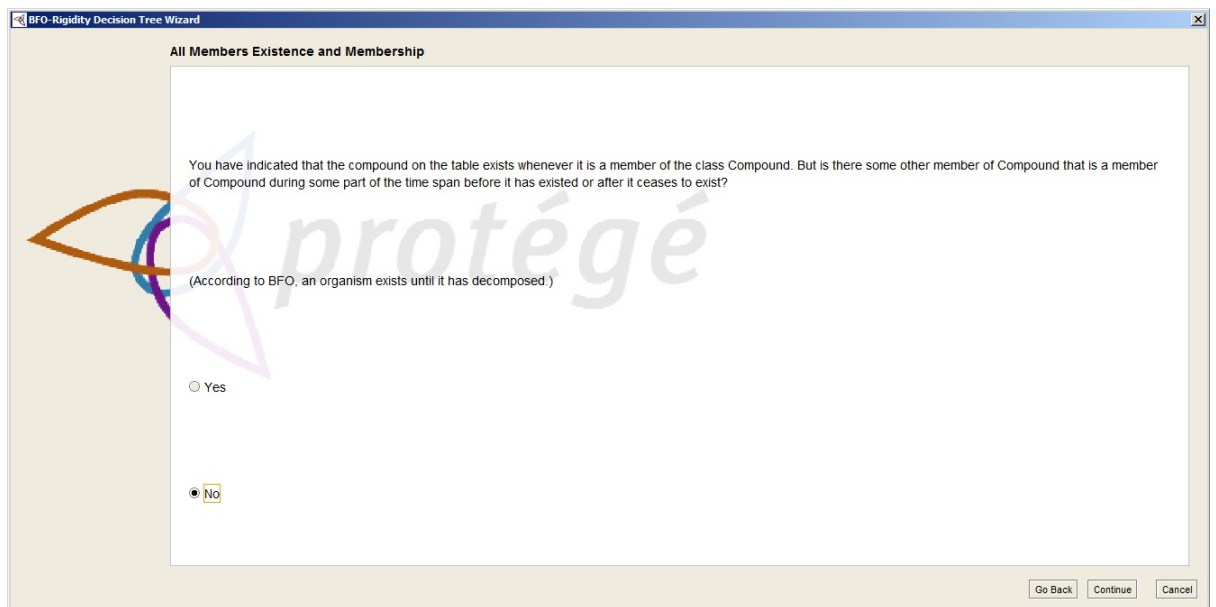 BFO-Rigidity Decision Tree Wizard
All Members Existence and Membership
You have indicated that the compound on the table exists whenever it is a member of the class Compound. But is there some other member of Compound that is a member
of Compound during some part of the time span before it has existed or after it ceases to exist?
protégé
(According to BFO, an organism exists until it has decomposed.)
Yes
No
Go Back Continue Cancel